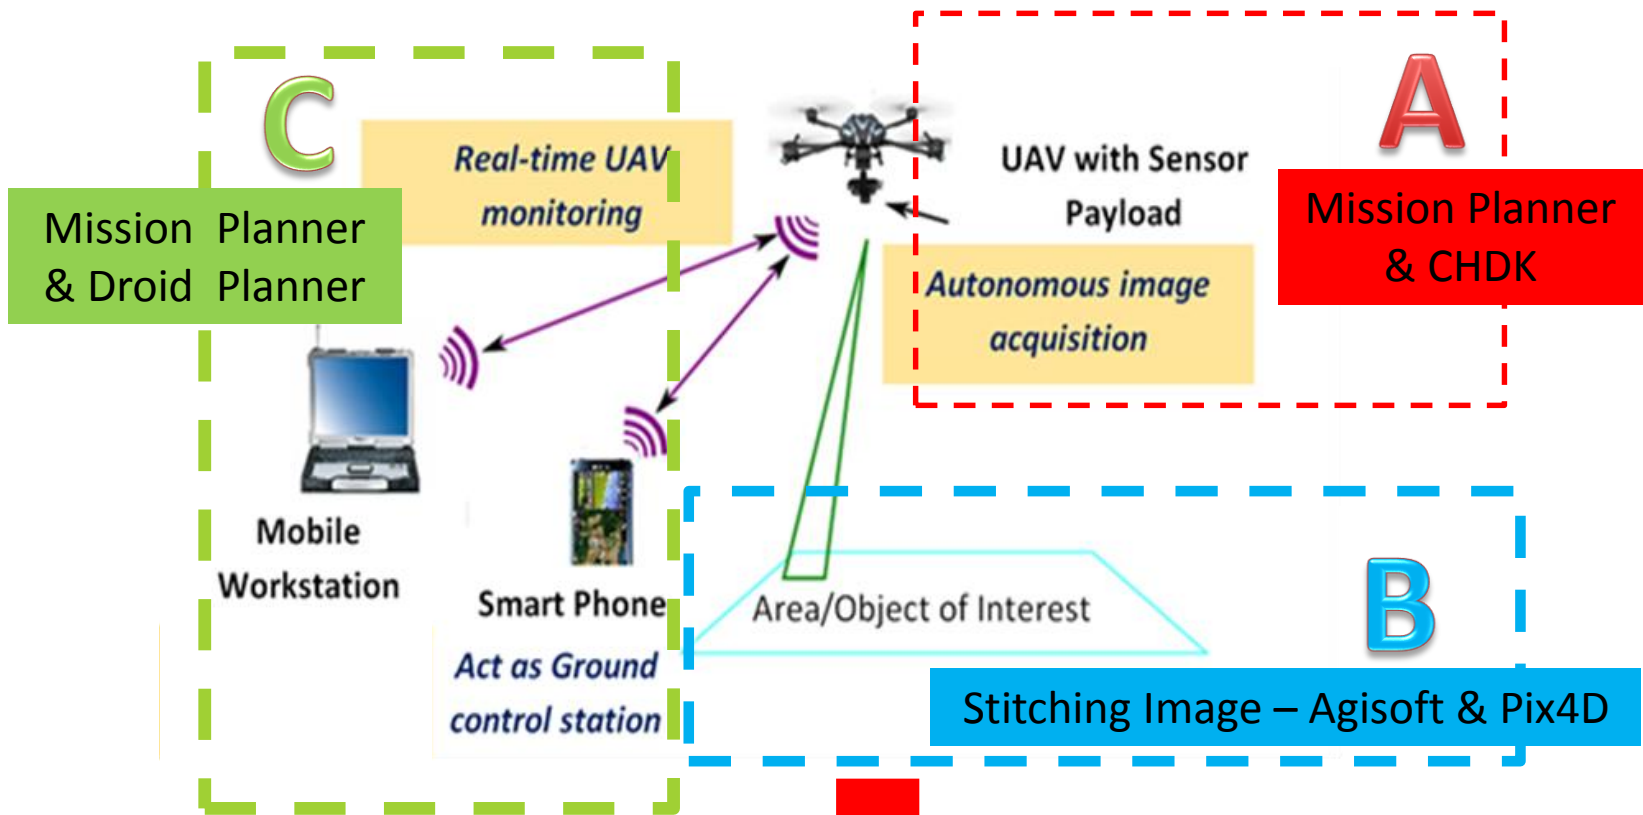 C
Real-time UAV
monitoring
Mission Planner
& Droid Planner
Mobile
Workstation
Smart Phone
Act as Ground
control station
A
UAV with Sensor
Payload
Mission Planner
& CHDK
Autonomous image
acquisition
B
Area/Object of Interest
Stitching Image – Agisoft & Pix4D